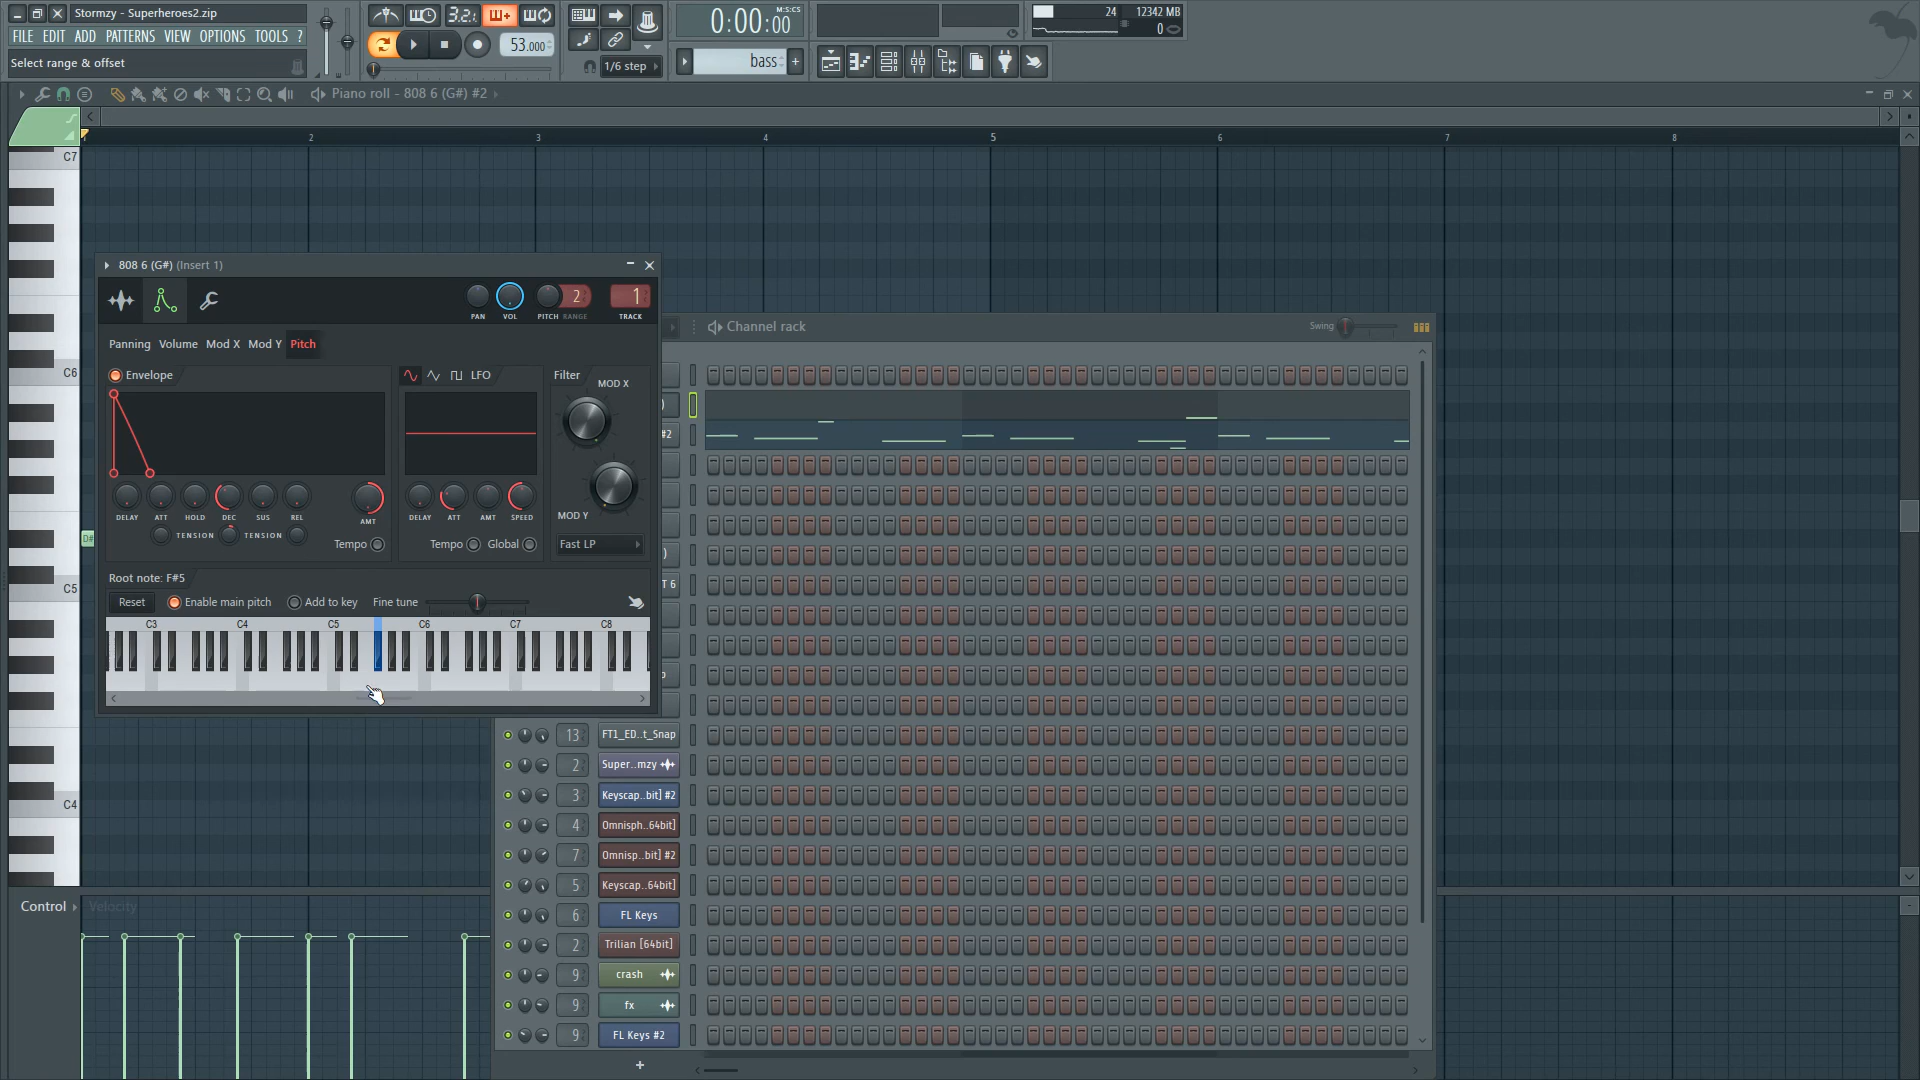 Stormzy - Superheroes2.zip
FILE EDIT ADD PATTERNS VIEW OPTIONS TOOLS ?
Select range & offset
3.2.
53.000
1/6 step
0:00:00
M:S:CS
bass
24
12342 MB
0
Piano roll - 808 6 (G#) #2
2 3 4 5 6 7 8
C7
C6
D#
C5
C4
808 6 (G#) (Insert 1)
2
1
PAN VOL PITCH RANGE TRACK
Panning Volume Mod X Mod Y Pitch
Envelope
LFO
Filter
MOD X
MOD Y
DELAY ATT HOLD DEC SUS REL AMT
TENSION TENSION
Tempo
DELAY ATT AMT SPEED
Tempo Global
Fast LP
Root note: F#5
Reset
Enable main pitch
Add to key
Fine tune
C3 C4 C5 C6 C7 C8
Channel rack
Swing
)
#2
)
T 6
13 FT1_ED..t_Snap
2 Super..mzy
3 Keyscap..bit] #2
4 Omnisph..64bit]
7 Omnisp..bit] #2
5 Keyscap..64bit]
6 FL Keys
2 Trilian [64bit]
9 crash
9 fx
9 FL Keys #2
+
Control
Velocity